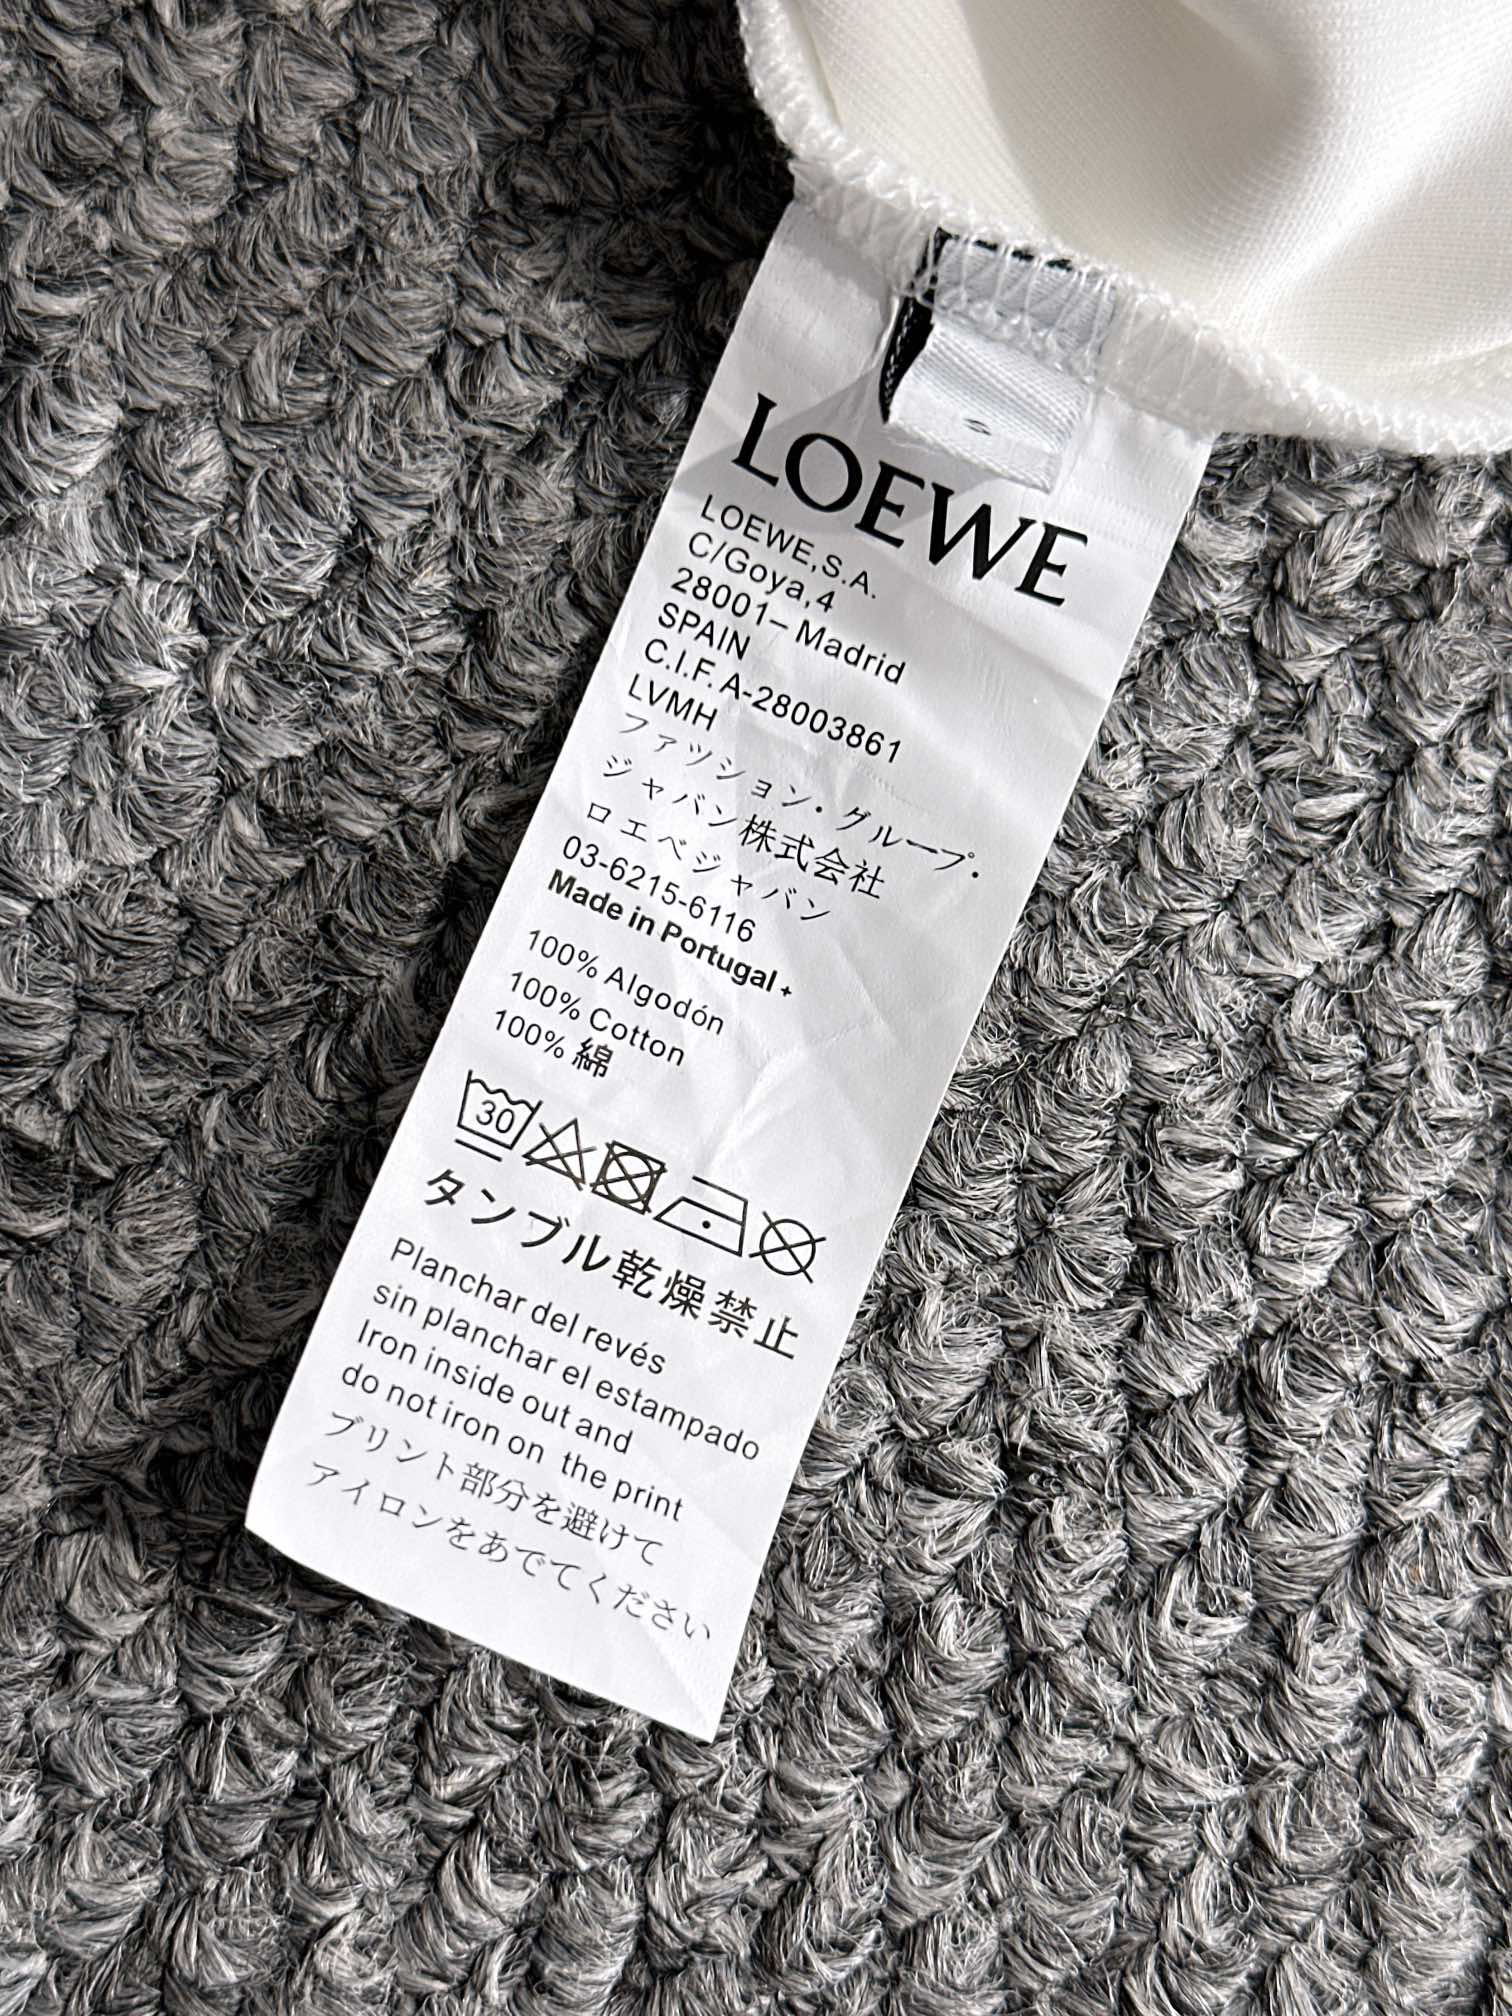 LOEWE
LOEWE,S.A.
C/Goya,4
28001– Madrid
SPAIN
C.I.F. A-28003861
LVMH
ファッション・グループ・
ジャバン株式会社
ロエベジャバン
03-6215-6116
Made in Portugal
100% Algodón
100% Cotton
100% 綿
30
タンブル乾燥禁止
Planchar del revés
sin planchar el estampado
Iron inside out and
do not iron on the print
プリント部分を避けて
アイロンをあでてください